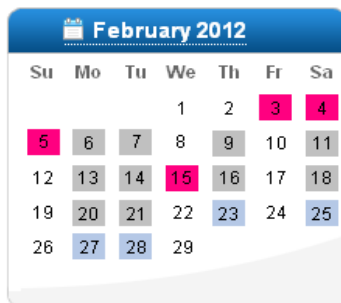 February 2012
Su Mo Tu We Th Fr Sa
1 2 3 4
5 6 7 8 9 10 11
12 13 14 15 16 17 18
19 20 21 22 23 24 25
26 27 28 29